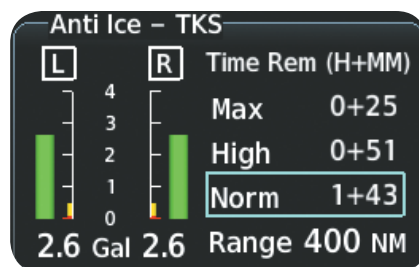 Anti Ice – TKS
L R Time Rem (H+MM)
4
3
2
1
0
Max 0+25
High 0+51
Norm 1+43
2.6 Gal 2.6 Range 400 NM